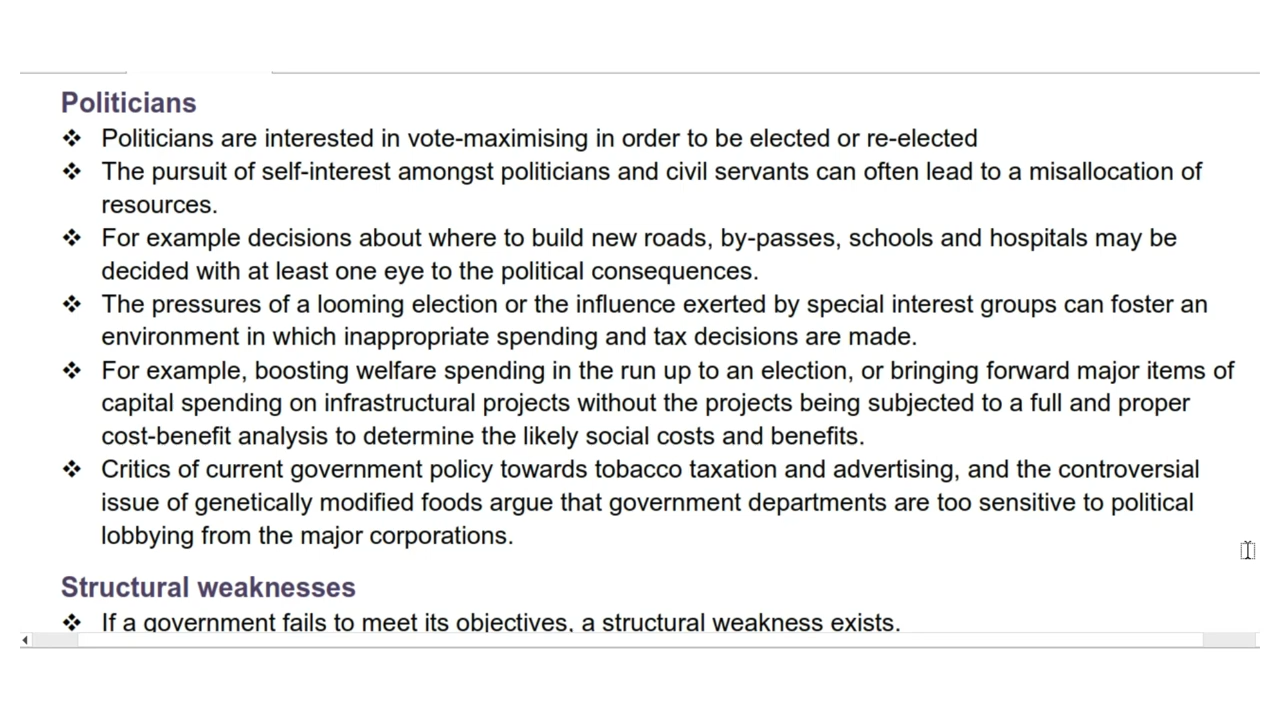 Politicians
❖ Politicians are interested in vote-maximising in order to be elected or re-elected
❖ The pursuit of self-interest amongst politicians and civil servants can often lead to a misallocation of
resources.
❖ For example decisions about where to build new roads, by-passes, schools and hospitals may be
decided with at least one eye to the political consequences.
❖ The pressures of a looming election or the influence exerted by special interest groups can foster an
environment in which inappropriate spending and tax decisions are made.
❖ For example, boosting welfare spending in the run up to an election, or bringing forward major items of
capital spending on infrastructural projects without the projects being subjected to a full and proper
cost-benefit analysis to determine the likely social costs and benefits.
❖ Critics of current government policy towards tobacco taxation and advertising, and the controversial
issue of genetically modified foods argue that government departments are too sensitive to political
lobbying from the major corporations.
Structural weaknesses
❖ If a government fails to meet its objectives, a structural weakness exists.